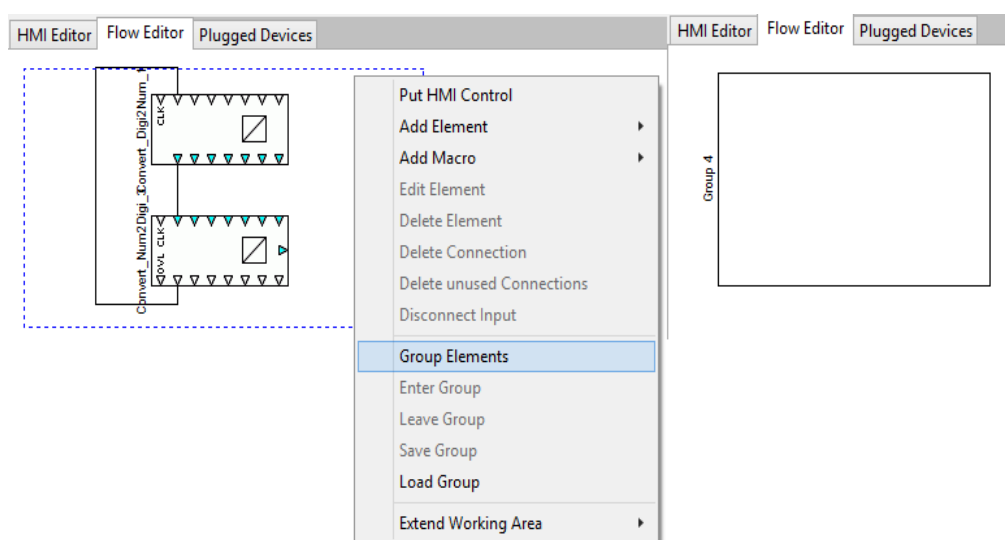 HMI Editor
Flow Editor
Plugged Devices
Convert_Digi2Num_
CLK
Convert_Num2Digi_3
OVL CLK
Put HMI Control
Add Element
Add Macro
Edit Element
Delete Element
Delete Connection
Delete unused Connections
Disconnect Input
Group Elements
Enter Group
Leave Group
Save Group
Load Group
Extend Working Area
HMI Editor
Flow Editor
Plugged Devices
Group 4